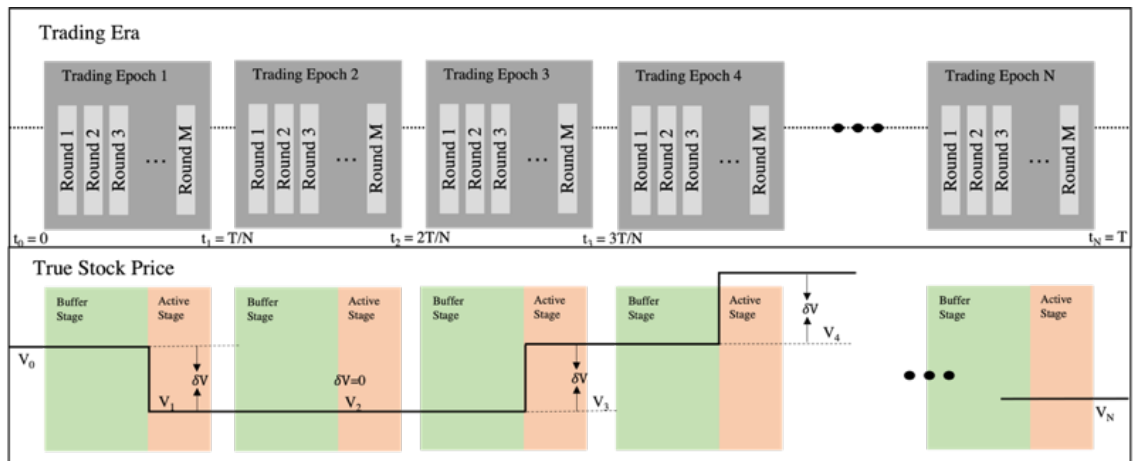 Trading Era
Trading Epoch 1
Trading Epoch 2
Trading Epoch 3
Trading Epoch 4
Trading Epoch N
Round 1
Round 2
Round 3
...
Round M
Round 1
Round 2
Round 3
...
Round M
Round 1
Round 2
Round 3
...
Round M
Round 1
Round 2
Round 3
...
Round M
Round 1
Round 2
Round 3
...
Round M
t₀ = 0
t₁ = T/N
t₂ = 2T/N
t₃ = 3T/N
t_N = T
True Stock Price
Buffer
Stage
Active
Stage
Buffer
Stage
Active
Stage
Buffer
Stage
Active
Stage
Buffer
Stage
Active
Stage
Buffer
Stage
Active
Stage
V₀
δV
V₁
δV=0
V₂
δV
V₃
δV
V₄
V_N